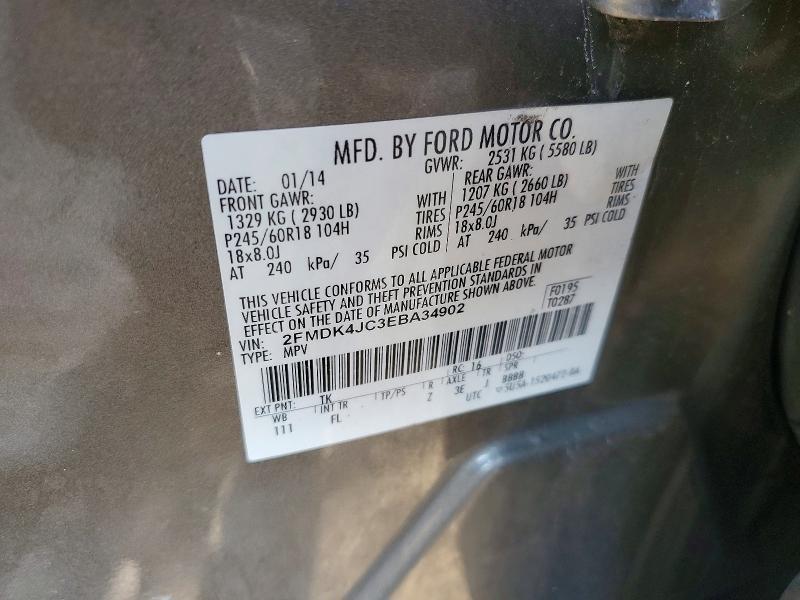 MFD. BY FORD MOTOR CO.
DATE: 01/14 GVWR: 2531 KG ( 5580 LB)
FRONT GAWR: WITH REAR GAWR: WITH
1329 KG ( 2930 LB) TIRES 1207 KG ( 2660 LB) TIRES
P245/60R18 104H RIMS P245/60R18 104H RIMS
18x8.0J 18x8.0J
AT 240 kPa/ 35 PSI COLD AT 240 kPa/ 35 PSI COLD
THIS VEHICLE CONFORMS TO ALL APPLICABLE FEDERAL MOTOR
VEHICLE SAFETY AND THEFT PREVENTION STANDARDS IN
EFFECT ON THE DATE OF MANUFACTURE SHOWN ABOVE.
F0195
T0287
VIN: 2FMDK4JC3EBA34902
TYPE: MPV
EXT PNT: TK RC: 16 DSO:
WB INT TR TP/PS R AXLE TR SPR
111 FL Z 3E J BBBB
UTC